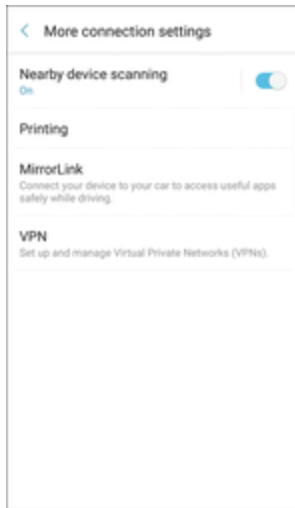 More connection settings
Nearby device scanning
On
Printing
MirrorLink
Connect your device to your car to access useful apps
safely while driving.
VPN
Set up and manage Virtual Private Networks (VPNs).